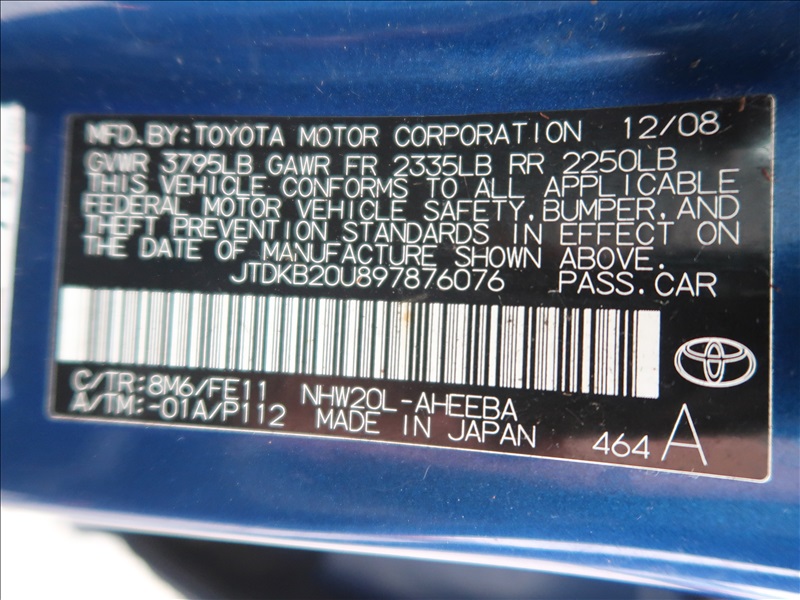 MFD.BY:TOYOTA MOTOR CORPORATION 12/08
GVWR 3795LB GAWR FR 2335LB RR 2250LB
THIS VEHICLE CONFORMS TO ALL APPLICABLE
FEDERAL MOTOR VEHICLE SAFETY,BUMPER,AND
THEFT PREVENTION STANDARDS IN EFFECT ON
THE DATE OF MANUFACTURE SHOWN ABOVE.
JTDKB20U897876076 PASS.CAR
C/TR:8M6/FE11 NHW20L-AHEEBA
A/TM:-01A/P112 MADE IN JAPAN 464 A